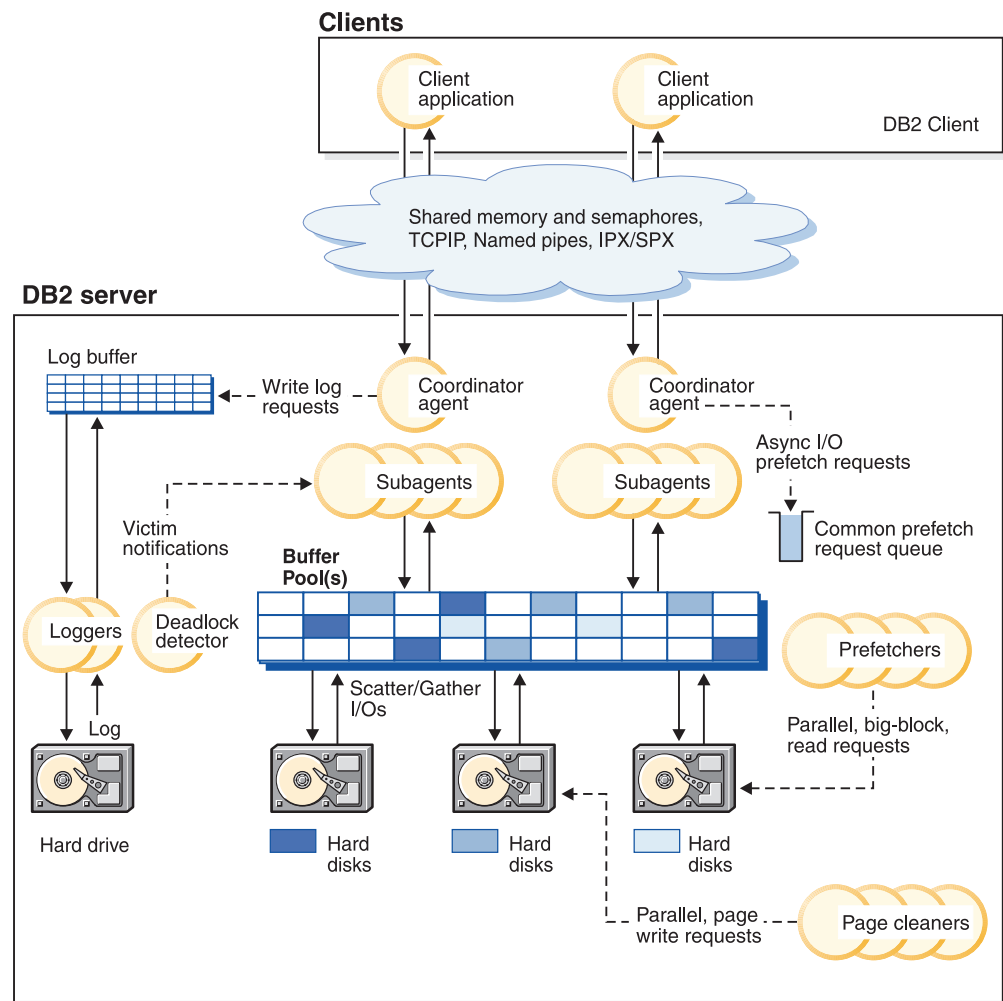 Clients
Client
application
Client
application
DB2 Client
Shared memory and semaphores,
TCPIP, Named pipes, IPX/SPX
DB2 server
Log buffer
Write log
requests
Coordinator
agent
Coordinator
agent
Async I/O
prefetch requests
Subagents
Subagents
Victim
notifications
Common prefetch
request queue
Buffer
Pool(s)
Loggers
Deadlock
detector
Prefetchers
Log
Scatter/Gather
I/Os
Parallel, big-block,
read requests
Hard drive
Hard
disks
Hard
disks
Hard
disks
Parallel, page
write requests
Page cleaners